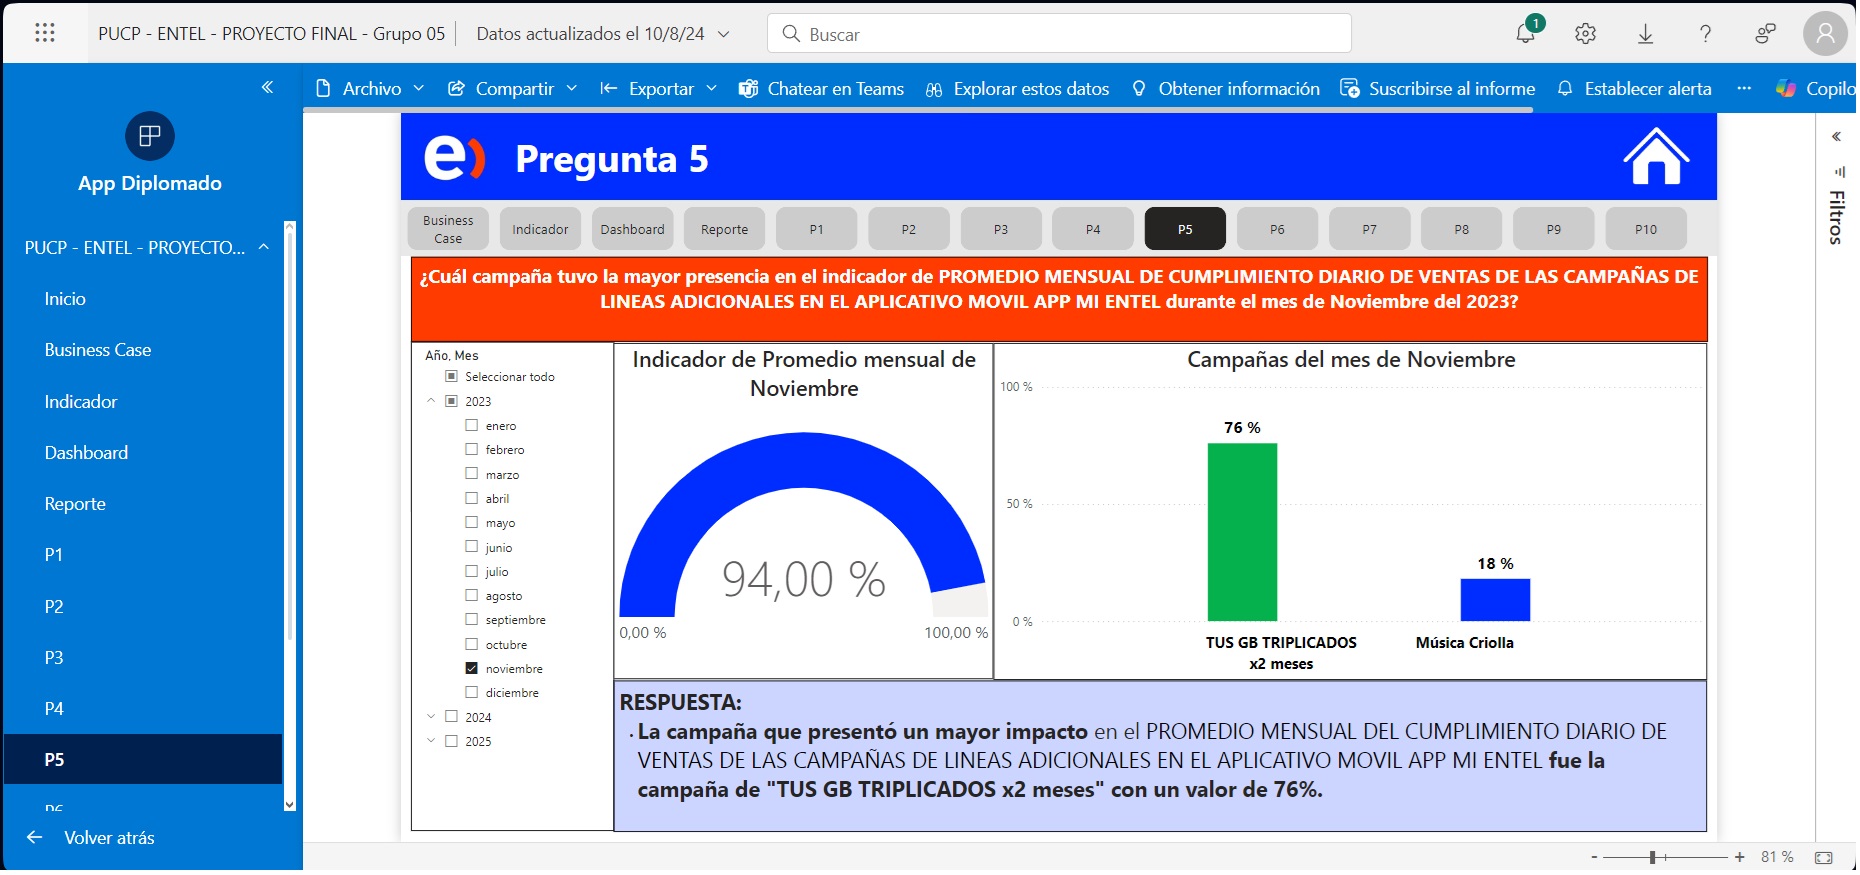 PUCP - ENTEL - PROYECTO FINAL - Grupo 05
Datos actualizados el 10/8/24
Buscar
1
Archivo
Compartir
Exportar
Chatear en Teams
Explorar estos datos
Obtener información
Suscribirse al informe
Establecer alerta
Copilo
App Diplomado
PUCP - ENTEL - PROYECTO...
Inicio
Business Case
Indicador
Dashboard
Reporte
P1
P2
P3
P4
P5
P6
Volver atrás
e)
Pregunta 5
Business
Case
Indicador
Dashboard
Reporte
P1
P2
P3
P4
P5
P6
P7
P8
P9
P10
¿Cuál campaña tuvo la mayor presencia en el indicador de PROMEDIO MENSUAL DE CUMPLIMIENTO DIARIO DE VENTAS DE LAS CAMPAÑAS DE
LINEAS ADICIONALES EN EL APLICATIVO MOVIL APP MI ENTEL durante el mes de Noviembre del 2023?
Año, Mes
Seleccionar todo
2023
enero
febrero
marzo
abril
mayo
junio
julio
agosto
septiembre
octubre
noviembre
diciembre
2024
2025
Indicador de Promedio mensual de
Noviembre
94,00 %
0,00 %
100,00 %
Campañas del mes de Noviembre
100 %
50 %
0 %
76 %
18 %
TUS GB TRIPLICADOS
x2 meses
Música Criolla
RESPUESTA:
· La campaña que presentó un mayor impacto en el PROMEDIO MENSUAL DEL CUMPLIMIENTO DIARIO DE
VENTAS DE LAS CAMPAÑAS DE LINEAS ADICIONALES EN EL APLICATIVO MOVIL APP MI ENTEL fue la
campaña de "TUS GB TRIPLICADOS x2 meses" con un valor de 76%.
Filtros
- + 81 %